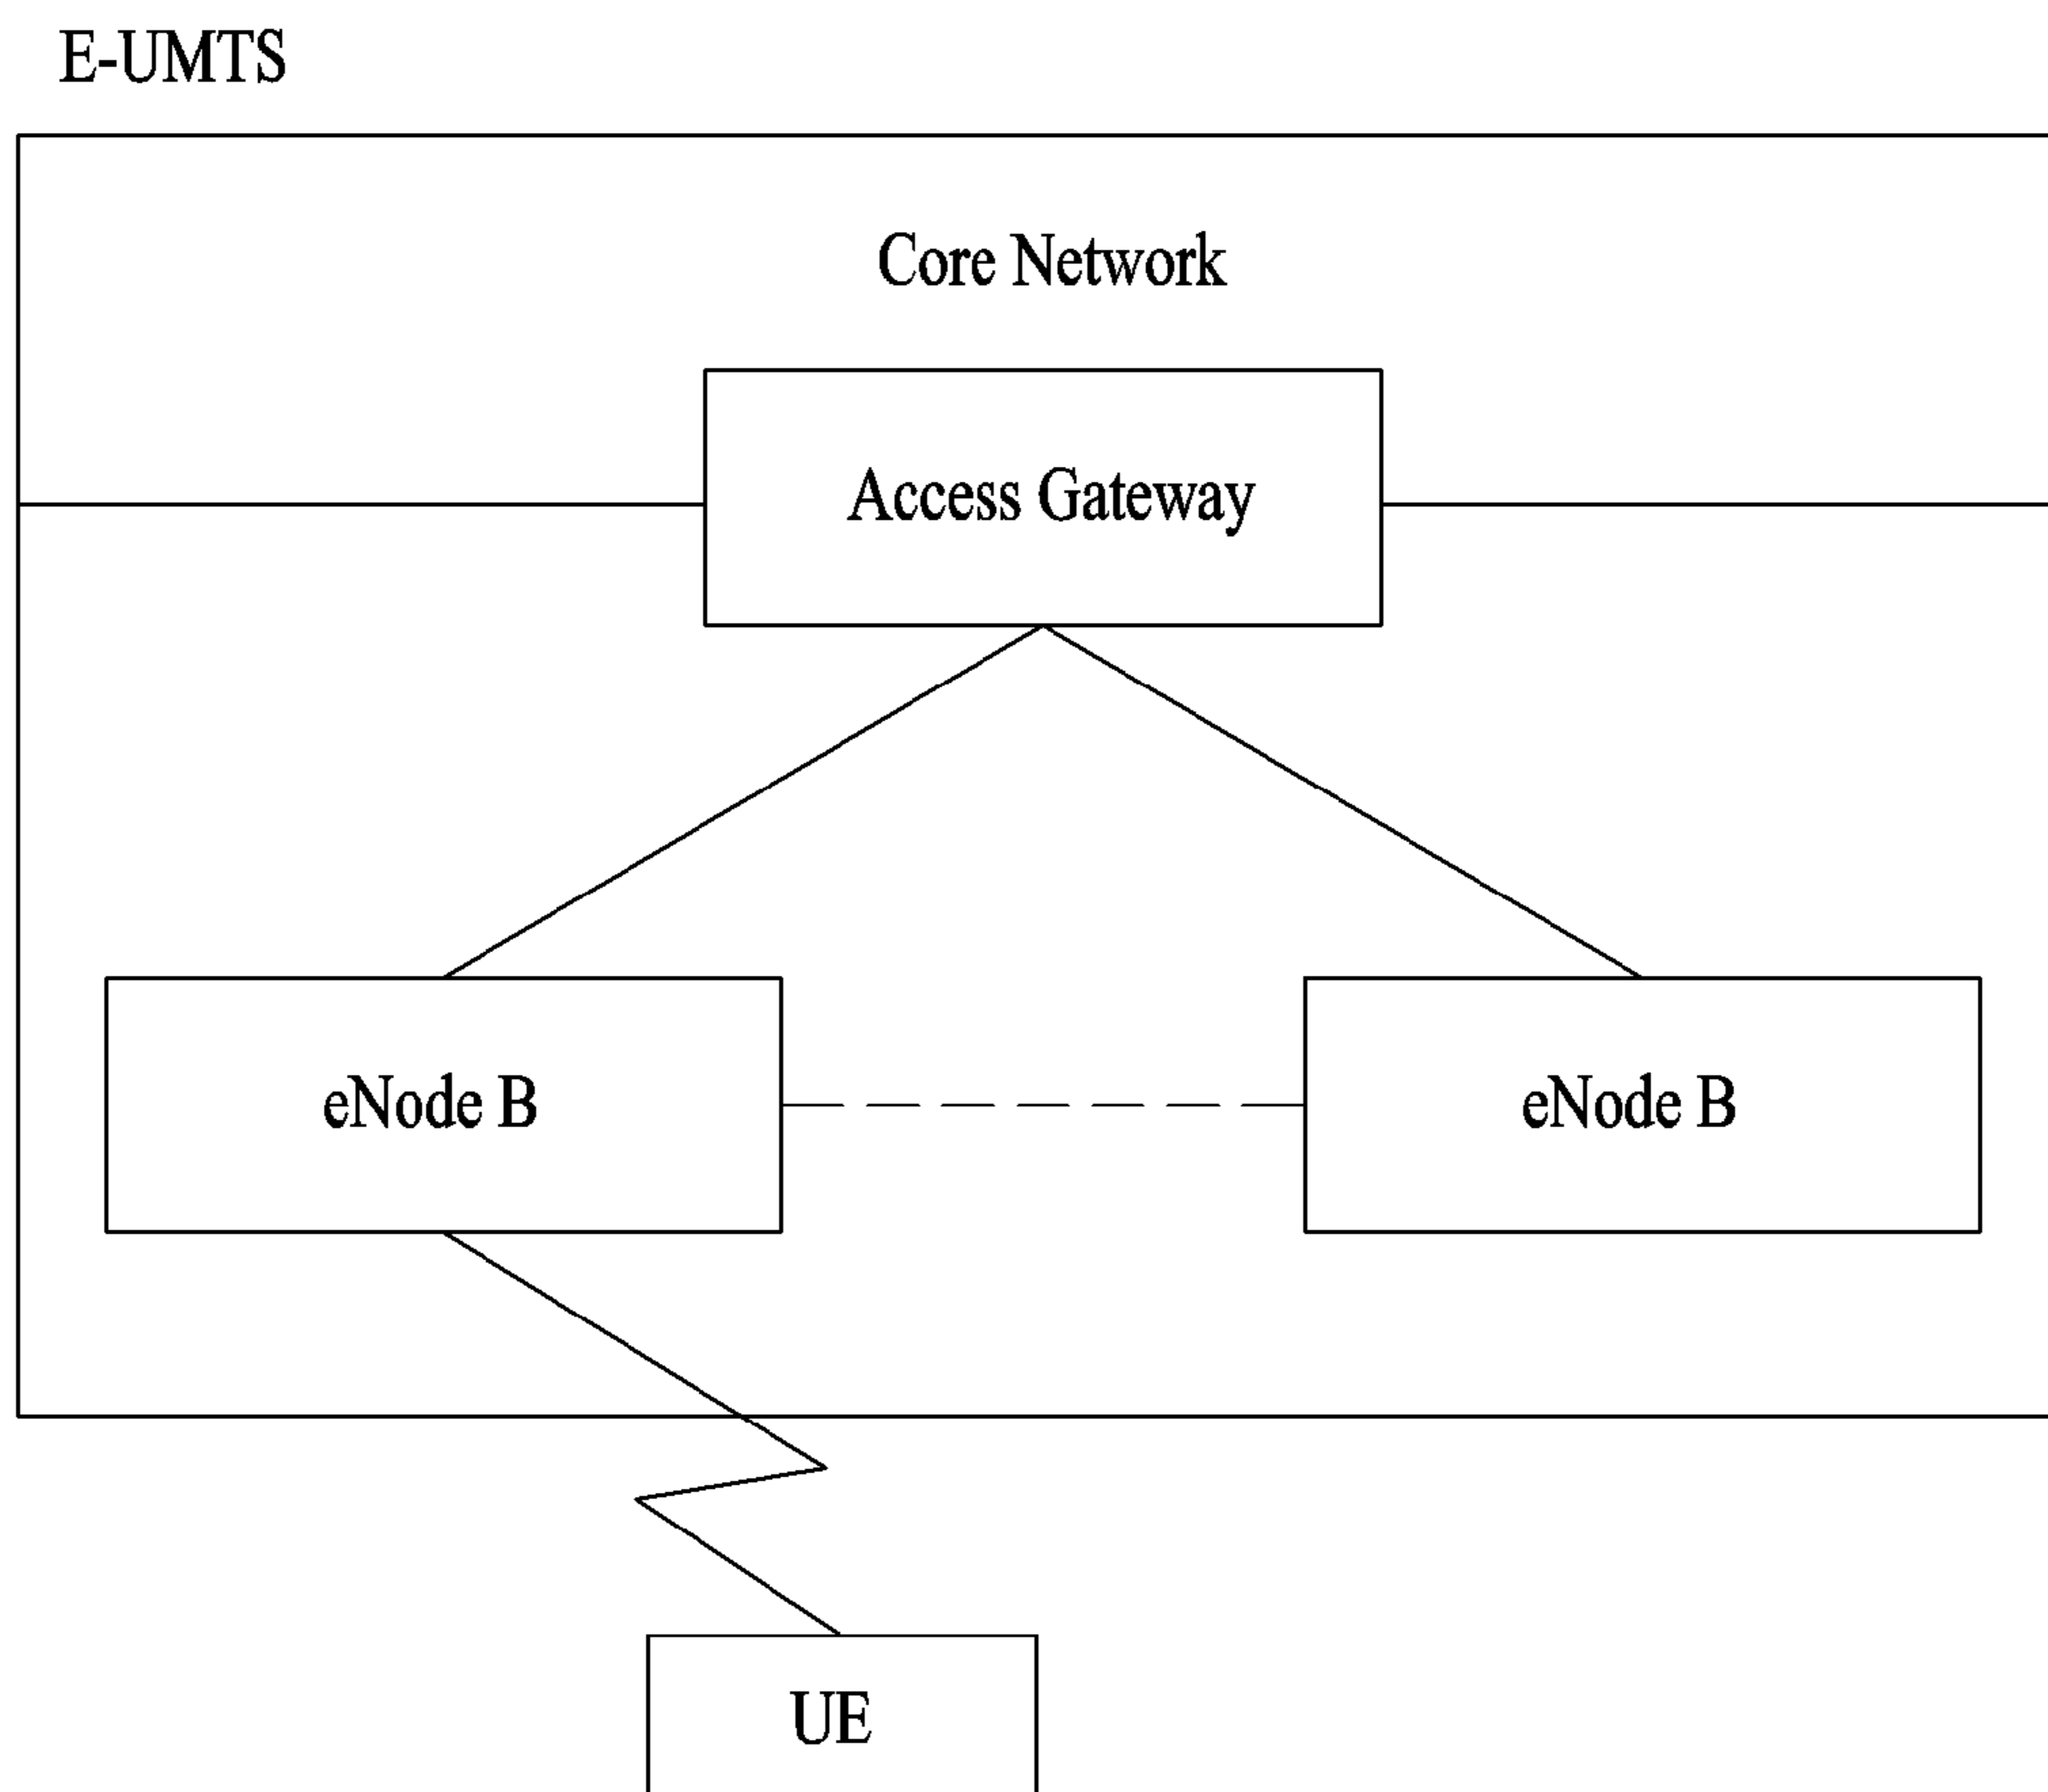 E-UMTS
Core Network
Access Gateway
eNode B
eNode B
UE